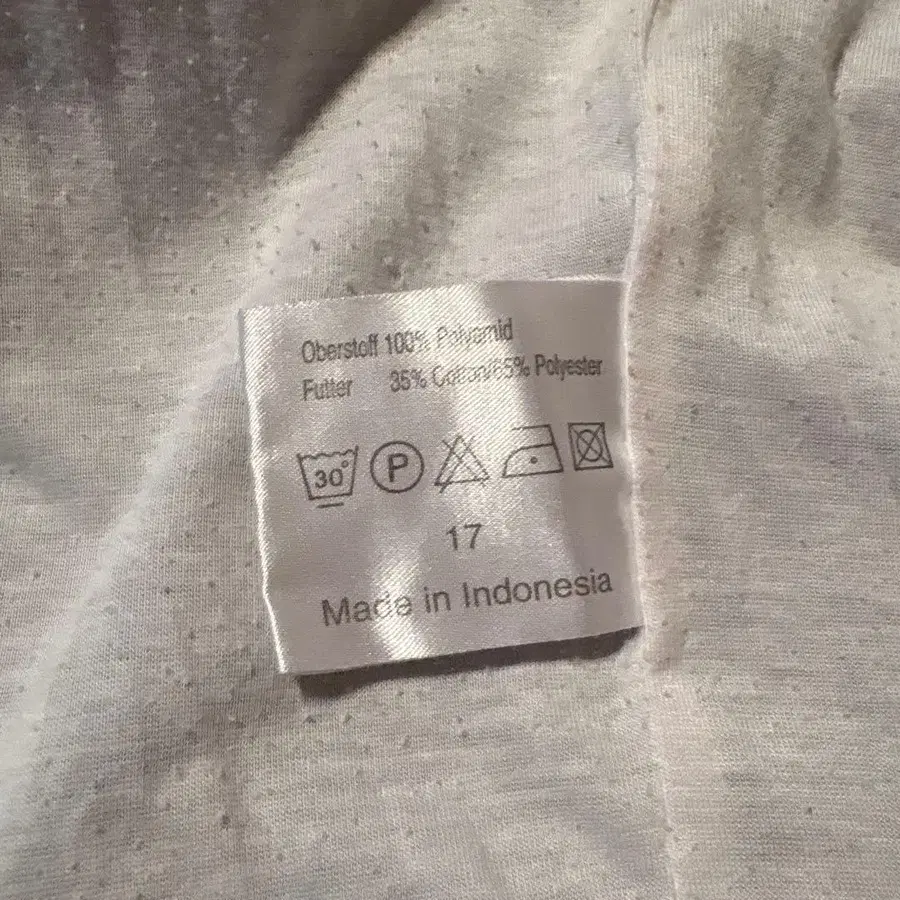 Oberstoff 100% Polyamid
Futter 35% Cotton/65% Polyester
30° P
17
Made in Indonesia